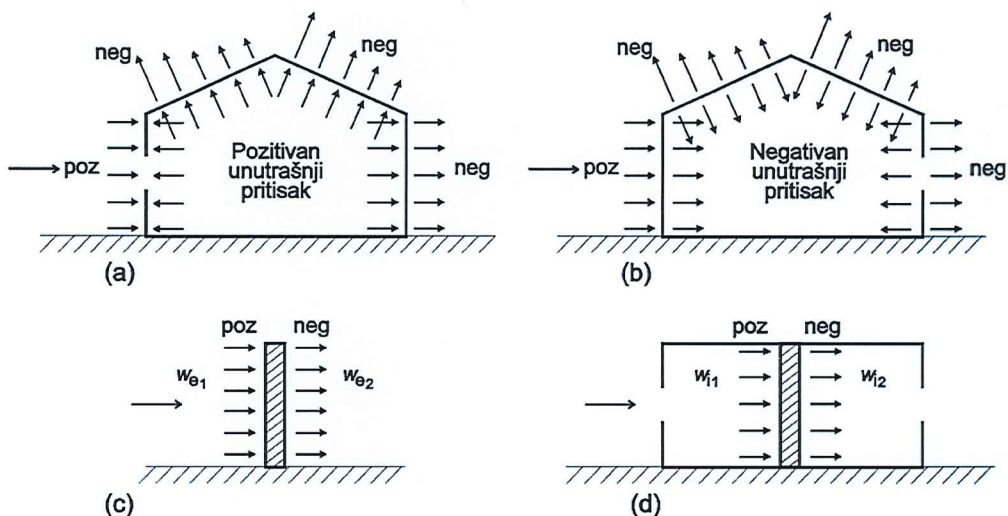 neg
neg
poz
Pozitivan
unutrašnji
pritisak
neg
(a)
neg
neg
poz
Negativan
unutrašnji
pritisak
neg
(b)
poz neg
we1
we2
(c)
poz neg
wi1
wi2
(d)